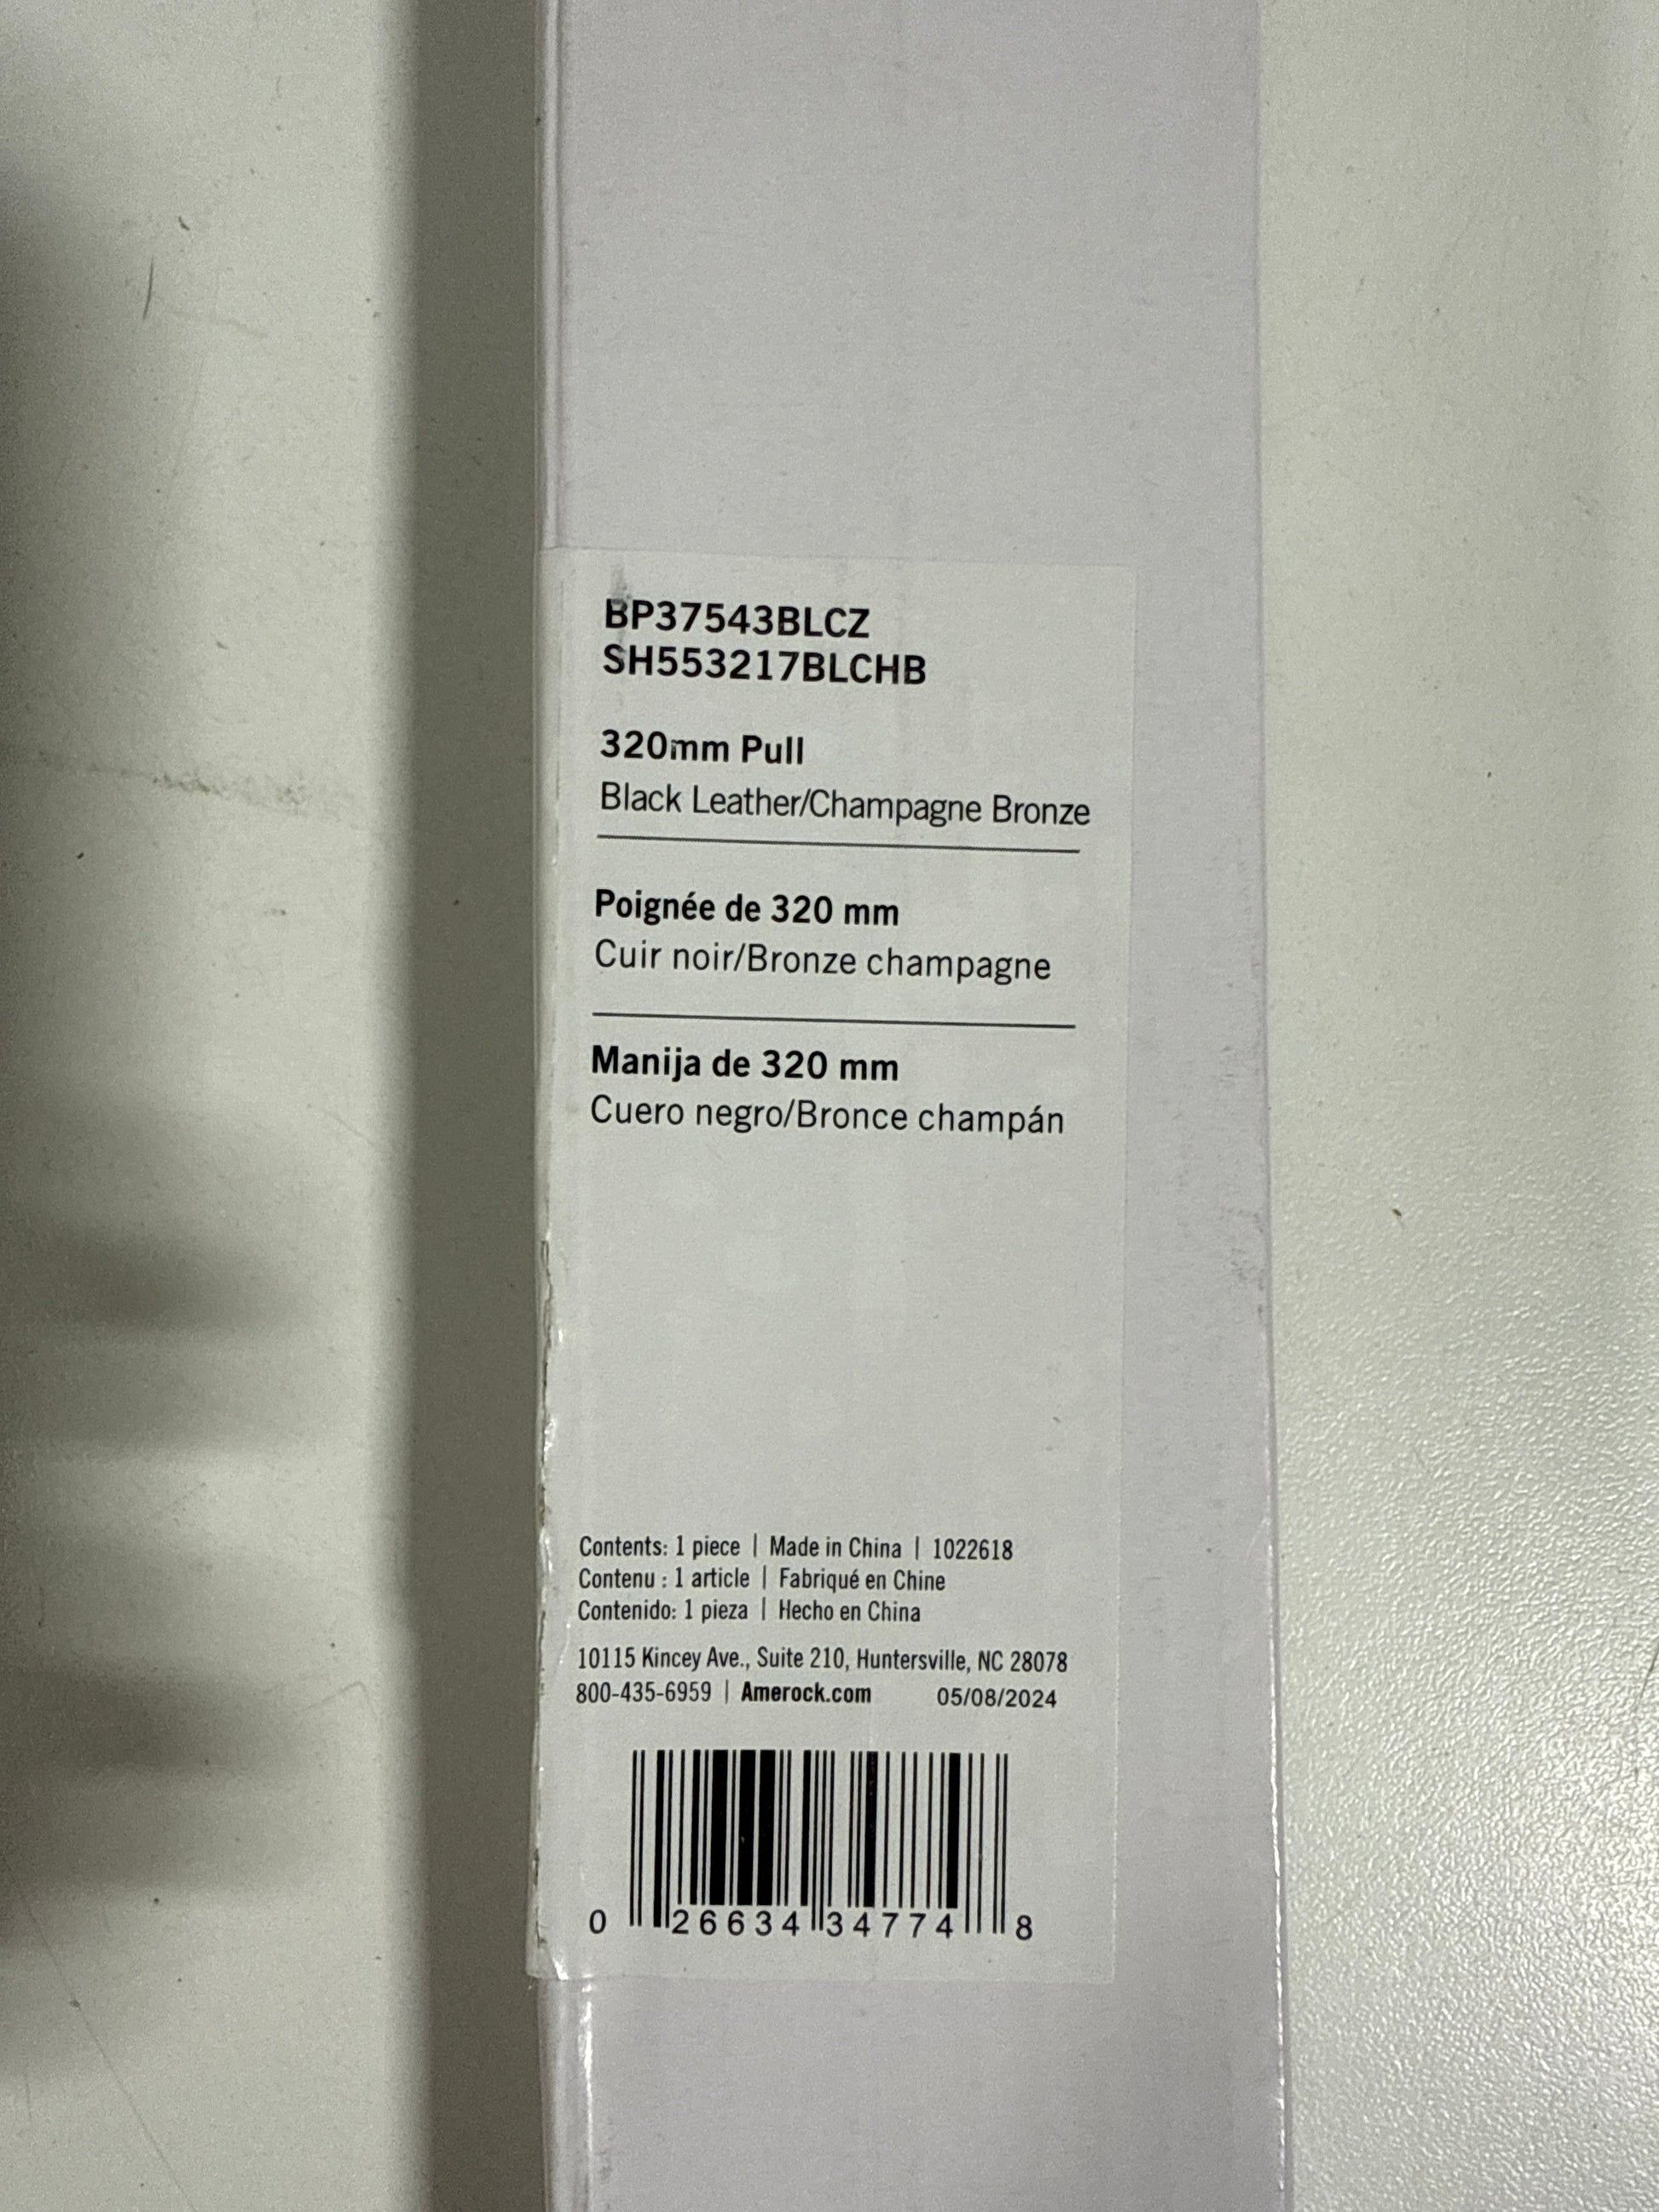 BP37543BLCZ
SH553217BLCHB
320mm Pull
Black Leather/Champagne Bronze
Poignée de 320 mm
Cuir noir/Bronze champagne
Manija de 320 mm
Cuero negro/Bronce champán
Contents: 1 piece | Made in China | 1022618
Contenu : 1 article | Fabriqué en Chine
Contenido: 1 pieza | Hecho en China
10115 Kincey Ave., Suite 210, Huntersville, NC 28078
800-435-6959 | Amerock.com 05/08/2024
0 26634 34774 8